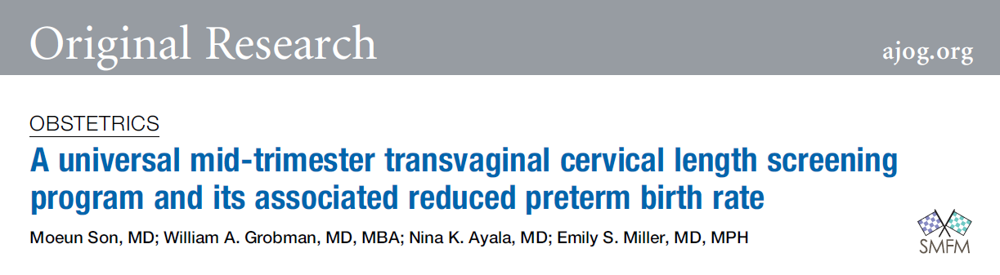 Original Research
ajog.org
OBSTETRICS
A universal mid-trimester transvaginal cervical length screening
program and its associated reduced preterm birth rate
Moeun Son, MD; William A. Grobman, MD, MBA; Nina K. Ayala, MD; Emily S. Miller, MD, MPH
SMFM